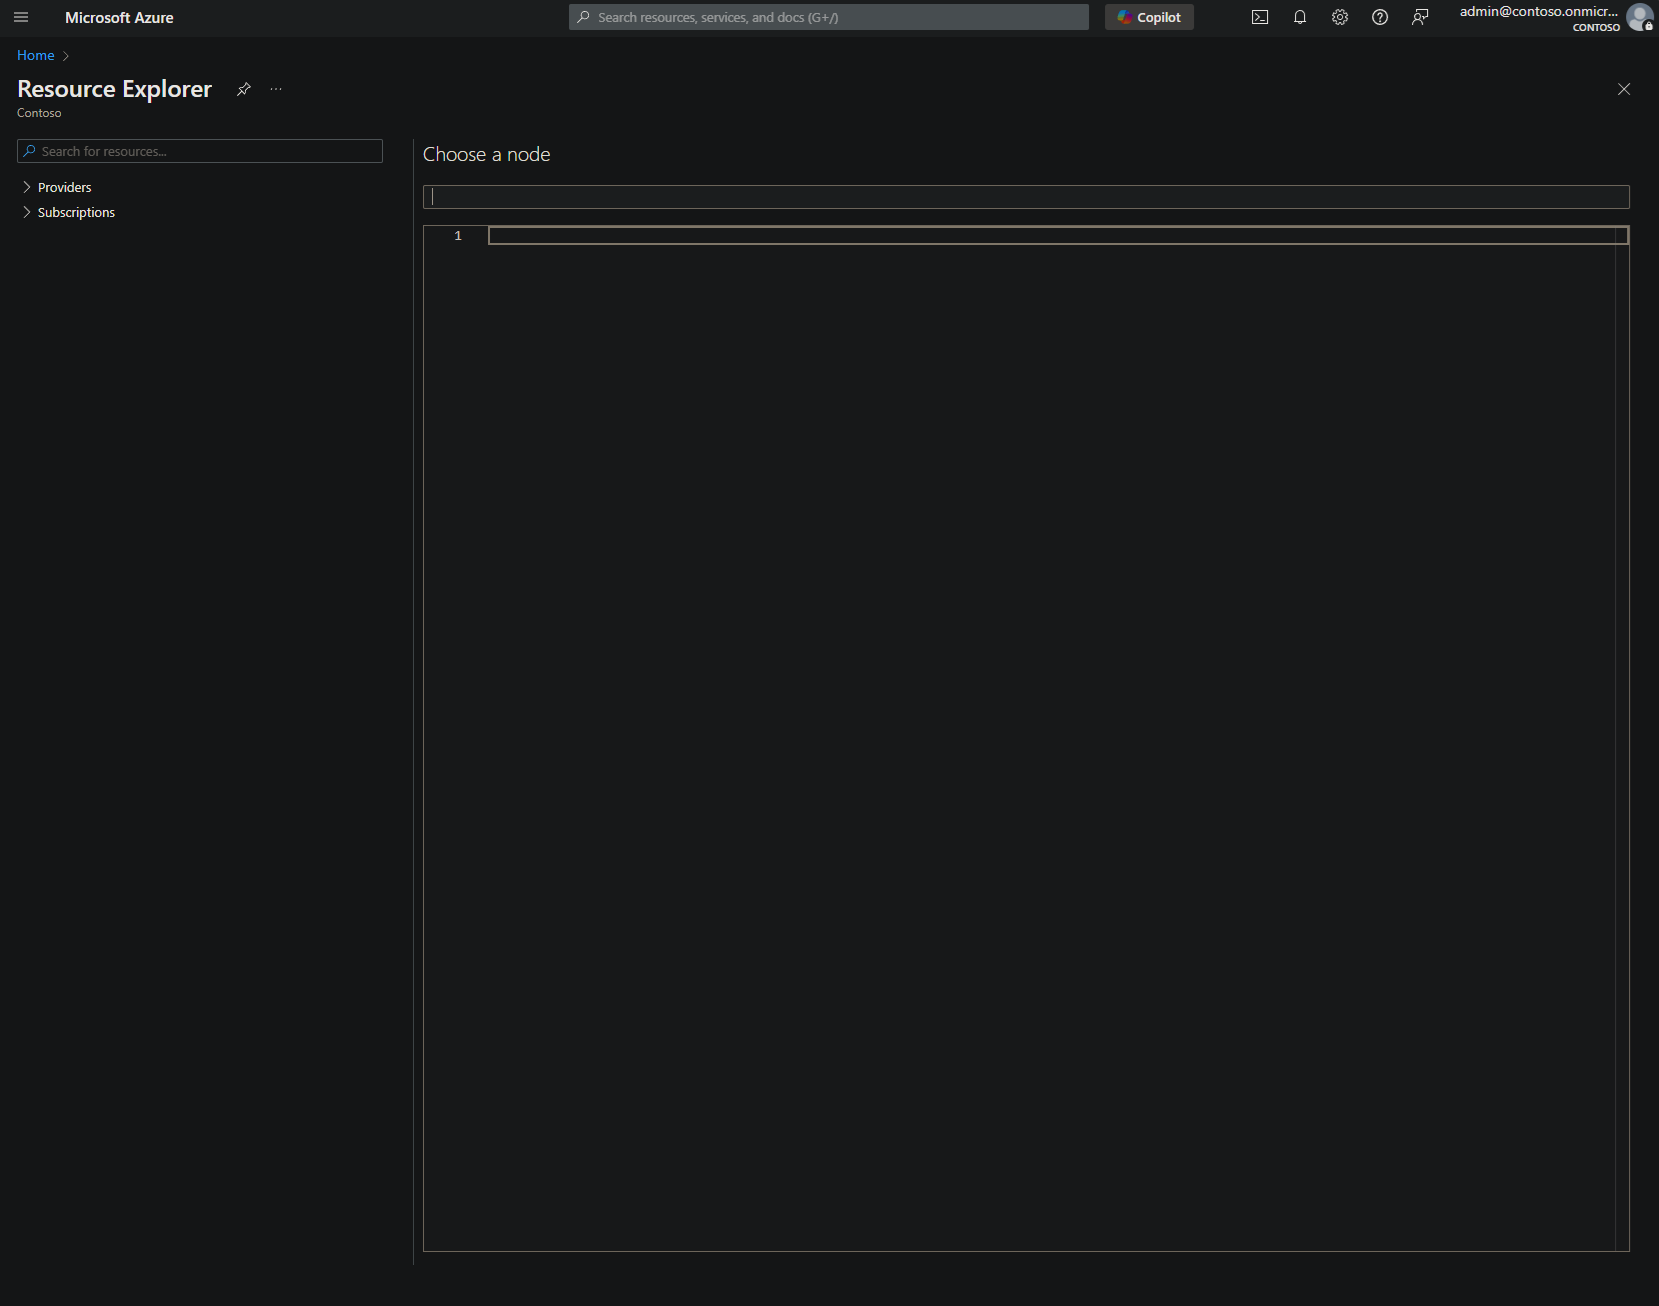 Microsoft Azure
Search resources, services, and docs (G+/)
Copilot
admin@contoso.onmicr...
CONTOSO
Home
Resource Explorer
Contoso
Search for resources...
Providers
Subscriptions
Choose a node
1